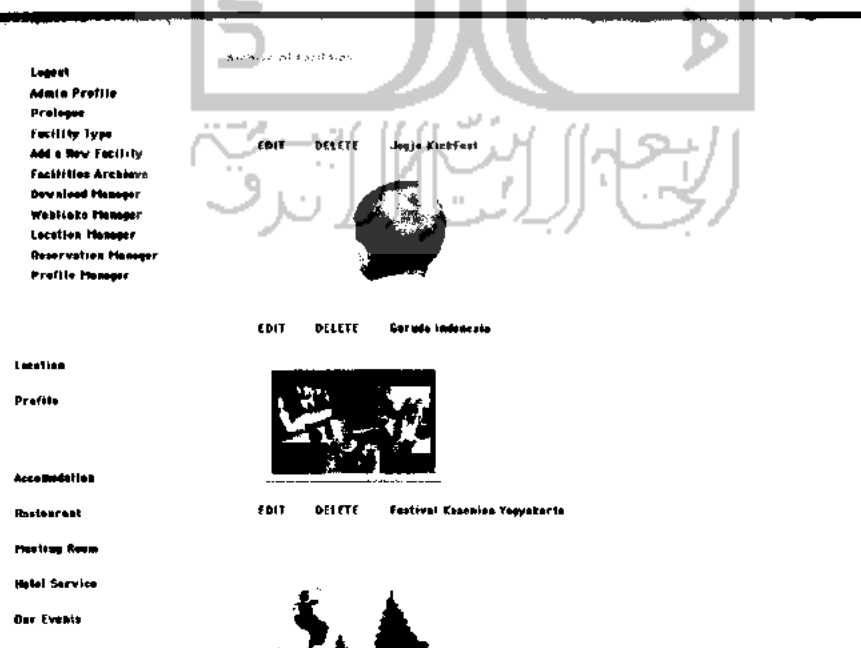 Logout
Admin Profile
Prologue
Facility Type
Add a New Facility
Facilities Archieve
Download Manager
Weblinks Manager
Location Manager
Reservation Manager
Profile Manager
Location
Profile
Accomodation
Restaurant
Meeting Room
Hotel Service
Our Events
EDIT DELETE Jogja KickFest
EDIT DELETE Garuda Indonesia
EDIT DELETE Festival Kesenian Yogyakarta